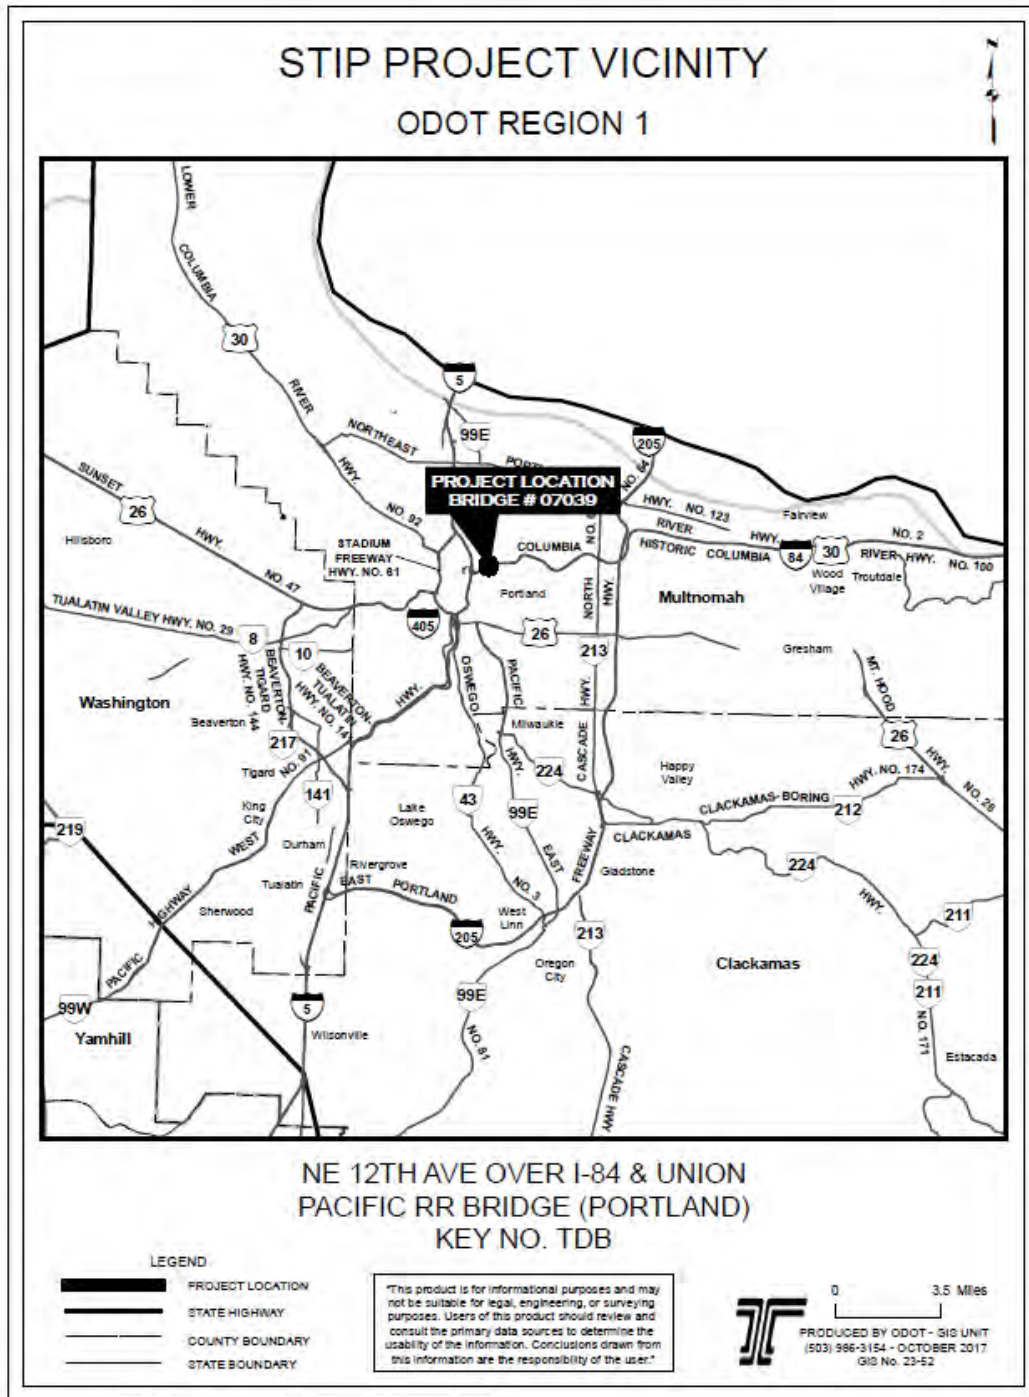 STIP PROJECT VICINITY
ODOT REGION 1
N
LOWER
COLUMBIA
30
RIVER
HWY.
NO. 92
5
99E
205
NO. 64
NORTHEAST
PROJECT LOCATION
BRIDGE # 07039
HWY. NO. 123
Fairview
SUNSET
26
HWY.
NO. 47
Hillsboro
STADIUM
FREEWAY
HWY. NO. 61
COLUMBIA
RIVER
HWY.
NO. 2
HISTORIC COLUMBIA
84
30
RIVER
HWY.
NO. 100
Wood
Village
Troutdale
Portland
NORTH
HWY.
Multnomah
TUALATIN VALLEY HWY. NO. 29
8
10
405
26
213
Gresham
BEAVERTON-
TIGARD
HWY. NO. 144
BEAVERTON-
TUALATIN
HWY. NO. 141
HWY.
OSWEGO
PACIFIC
HWY.
MT. HOOD
26
HWY.
NO. 26
Washington
Beaverton
Milwaukie
217
Tigard
NO. 91
141
224
CASCADE
HWY.
Happy
Valley
HWY. NO. 174
CLACKAMAS-BORING
212
King
City
Lake
Oswego
43
99E
219
WEST
Durham
HWY.
EAST
CLACKAMAS
Rivergrove
FREEWAY
Gladstone
224
HWY.
Tualatin
PACIFIC
EAST
PORTLAND
NO. 3
HIGHWAY
Sherwood
West
Linn
205
213
211
PACIFIC
Oregon
City
Clackamas
224
211
99W
5
99E
Yamhill
Wilsonville
NO. 81
NO. 171
CASCADE HWY
Estacada
NE 12TH AVE OVER I-84 & UNION
PACIFIC RR BRIDGE (PORTLAND)
KEY NO. TDB
LEGEND
PROJECT LOCATION
STATE HIGHWAY
COUNTY BOUNDARY
STATE BOUNDARY
"This product is for informational purposes and may
not be suitable for legal, engineering, or surveying
purposes. Users of this product should review and
consult the primary data sources to determine the
usability of the information. Conclusions drawn from
this information are the responsibility of the user."
0 3.5 Miles
PRODUCED BY ODOT - GIS UNIT
(503) 986-3154 - OCTOBER 2017
GIS No. 23-52